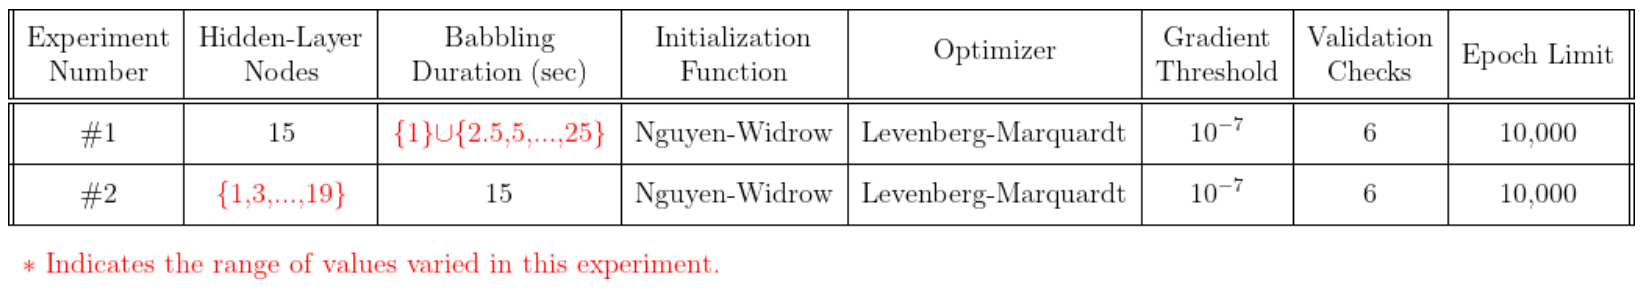 Experiment Number | Hidden-Layer Nodes | Babbling Duration (sec) | Initialization Function | Optimizer | Gradient Threshold | Validation Checks | Epoch Limit
#1 | 15 | {1}∪{2.5,5,...,25} | Nguyen-Widrow | Levenberg-Marquardt | 10⁻⁷ | 6 | 10,000
#2 | {1,3,...,19} | 15 | Nguyen-Widrow | Levenberg-Marquardt | 10⁻⁷ | 6 | 10,000
* Indicates the range of values varied in this experiment.